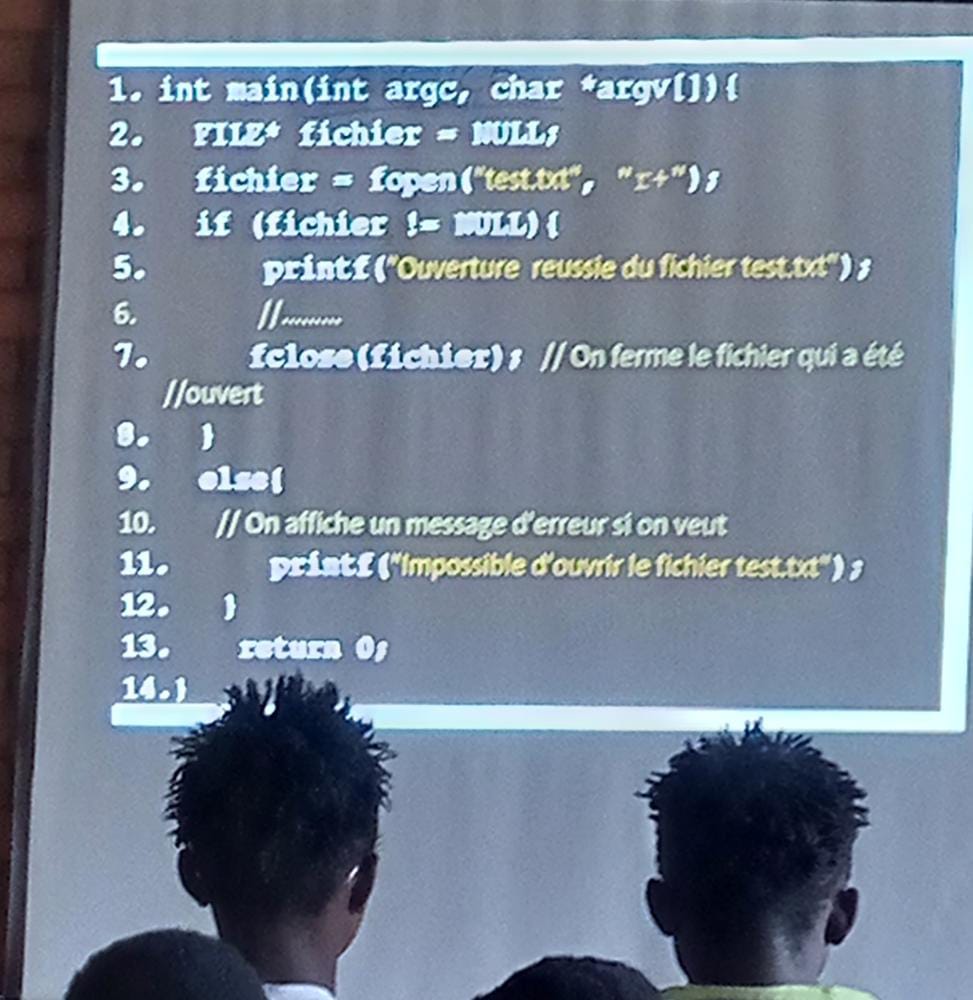 1. int main(int argc, char *argv[]){
2. FILE* fichier = NULL;
3. fichier = fopen("test.txt", "r+");
4. if (fichier != NULL){
5. printf("Ouverture reussie du fichier test.txt");
6. //.........
7. fclose(fichier); // On ferme le fichier qui a été
//ouvert
8. }
9. else{
10. // On affiche un message d'erreur si on veut
11. printf("Impossible d'ouvrir le fichier test.txt");
12. }
13. return 0;
14.}